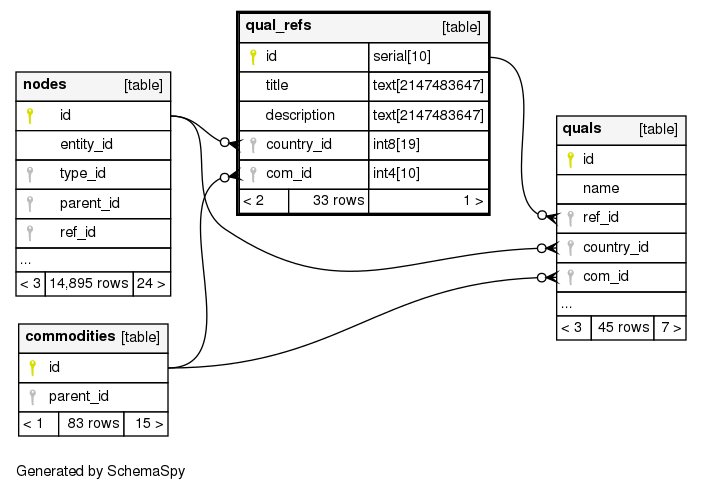 qual_refs [table]
id serial[10]
title text[2147483647]
description text[2147483647]
country_id int8[19]
com_id int4[10]
< 2 33 rows 1 >
nodes [table]
id
entity_id
type_id
parent_id
ref_id
...
< 3 14,895 rows 24 >
quals [table]
id
name
ref_id
country_id
com_id
...
< 3 45 rows 7 >
commodities [table]
id
parent_id
< 1 83 rows 15 >
Generated by SchemaSpy